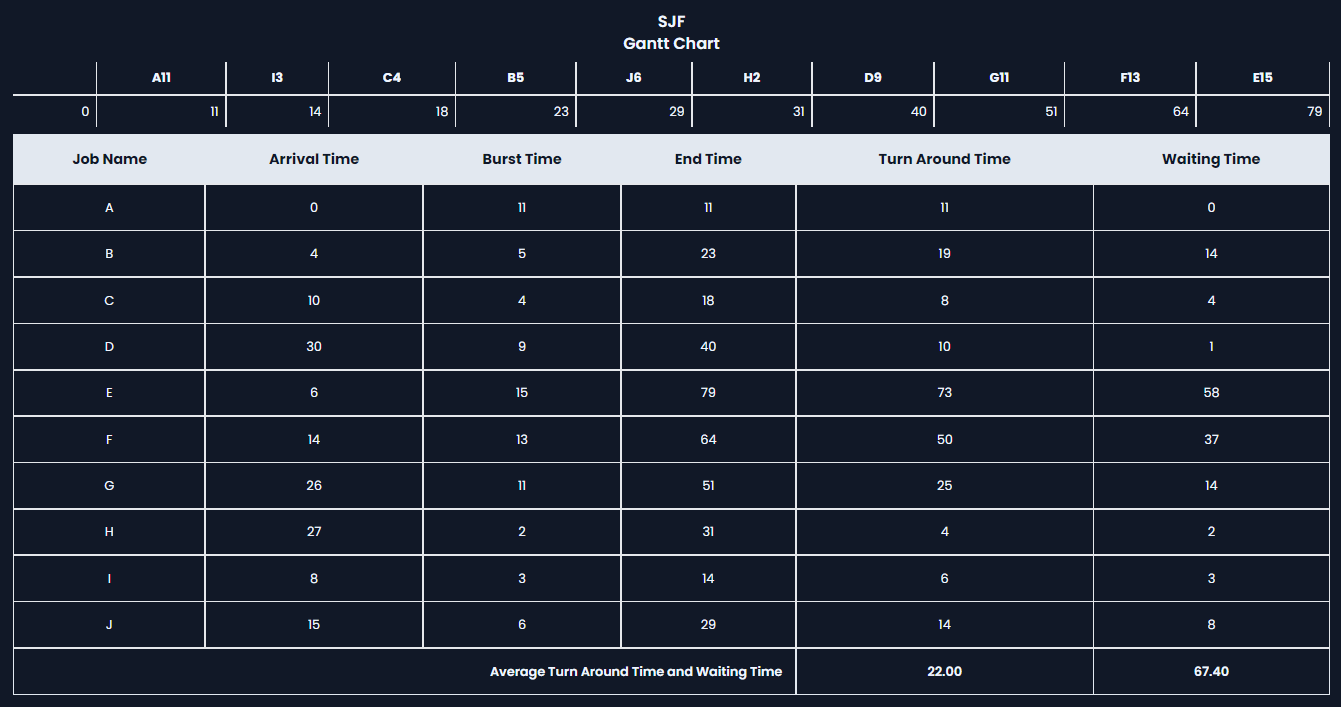 SJF
Gantt Chart
A11 I3 C4 B5 J6 H2 D9 G11 F13 E15
0 11 14 18 23 29 31 40 51 64 79
Job Name Arrival Time Burst Time End Time Turn Around Time Waiting Time
A 0 11 11 11 0
B 4 5 23 19 14
C 10 4 18 8 4
D 30 9 40 10 1
E 6 15 79 73 58
F 14 13 64 50 37
G 26 11 51 25 14
H 27 2 31 4 2
I 8 3 14 6 3
J 15 6 29 14 8
Average Turn Around Time and Waiting Time 22.00 67.40